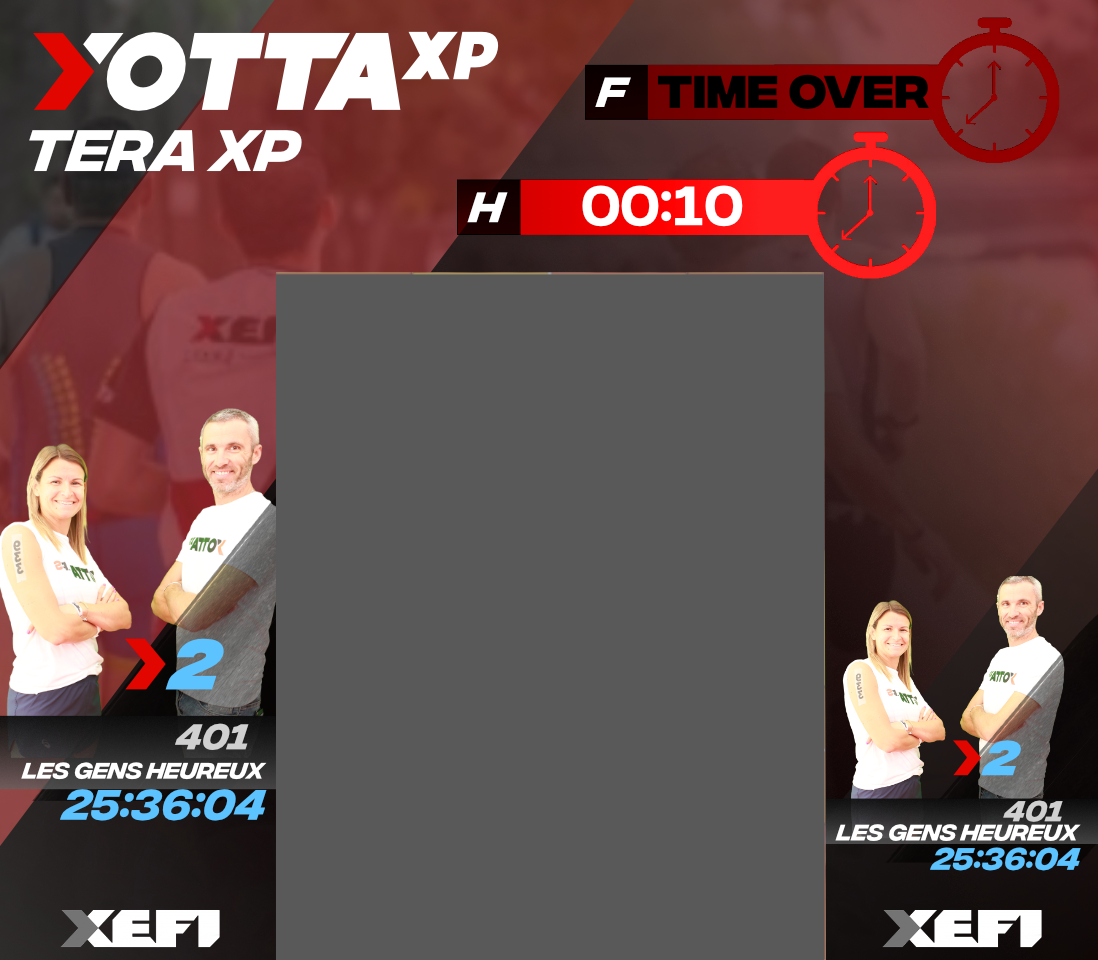 YOTTA XP
TERA XP
F TIME OVER
H 00:10
XEFI
2
401
LES GENS HEUREUX
25:36:04
XEFI
2
401
LES GENS HEUREUX
25:36:04
XEFI